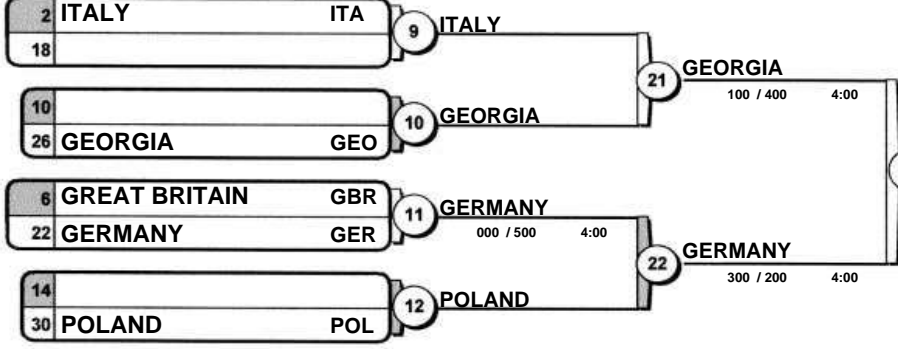 2 ITALY ITA
18
9 ITALY
10
26 GEORGIA GEO
10 GEORGIA
21 GEORGIA
100 / 400 4:00
6 GREAT BRITAIN GBR
22 GERMANY GER
11 GERMANY
000 / 500 4:00
14
30 POLAND POL
12 POLAND
22 GERMANY
300 / 200 4:00